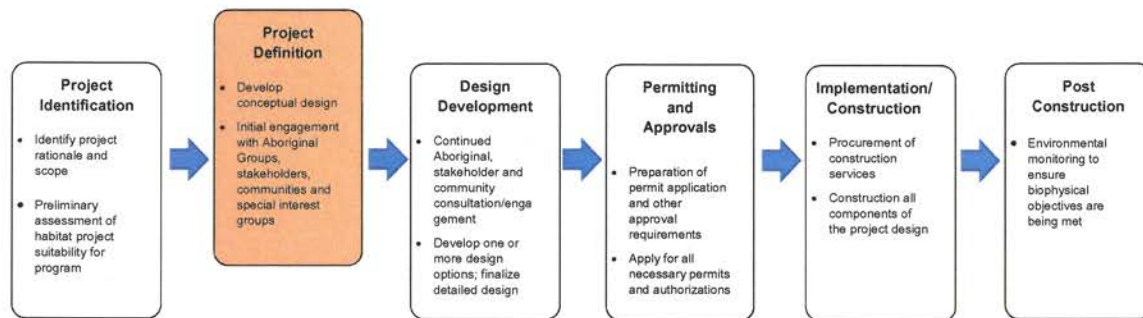 Project
Identification
• Identify project
rationale and
scope
• Preliminary
assessment of
habitat project
suitability for
program
Project
Definition
• Develop
conceptual design
• Initial engagement
with Aboriginal
Groups,
stakeholders,
communities and
special interest
groups
Design
Development
• Continued
Aboriginal,
stakeholder and
community
consultation/enga
gement
• Develop one or
more design
options; finalize
detailed design
Permitting
and
Approvals
• Preparation of
permit application
and other
approval
requirements
• Apply for all
necessary permits
and authorizations
Implementation/
Construction
• Procurement of
construction
services
• Construction all
components of
the project design
Post
Construction
• Environmental
monitoring to
ensure
biophysical
objectives are
being met